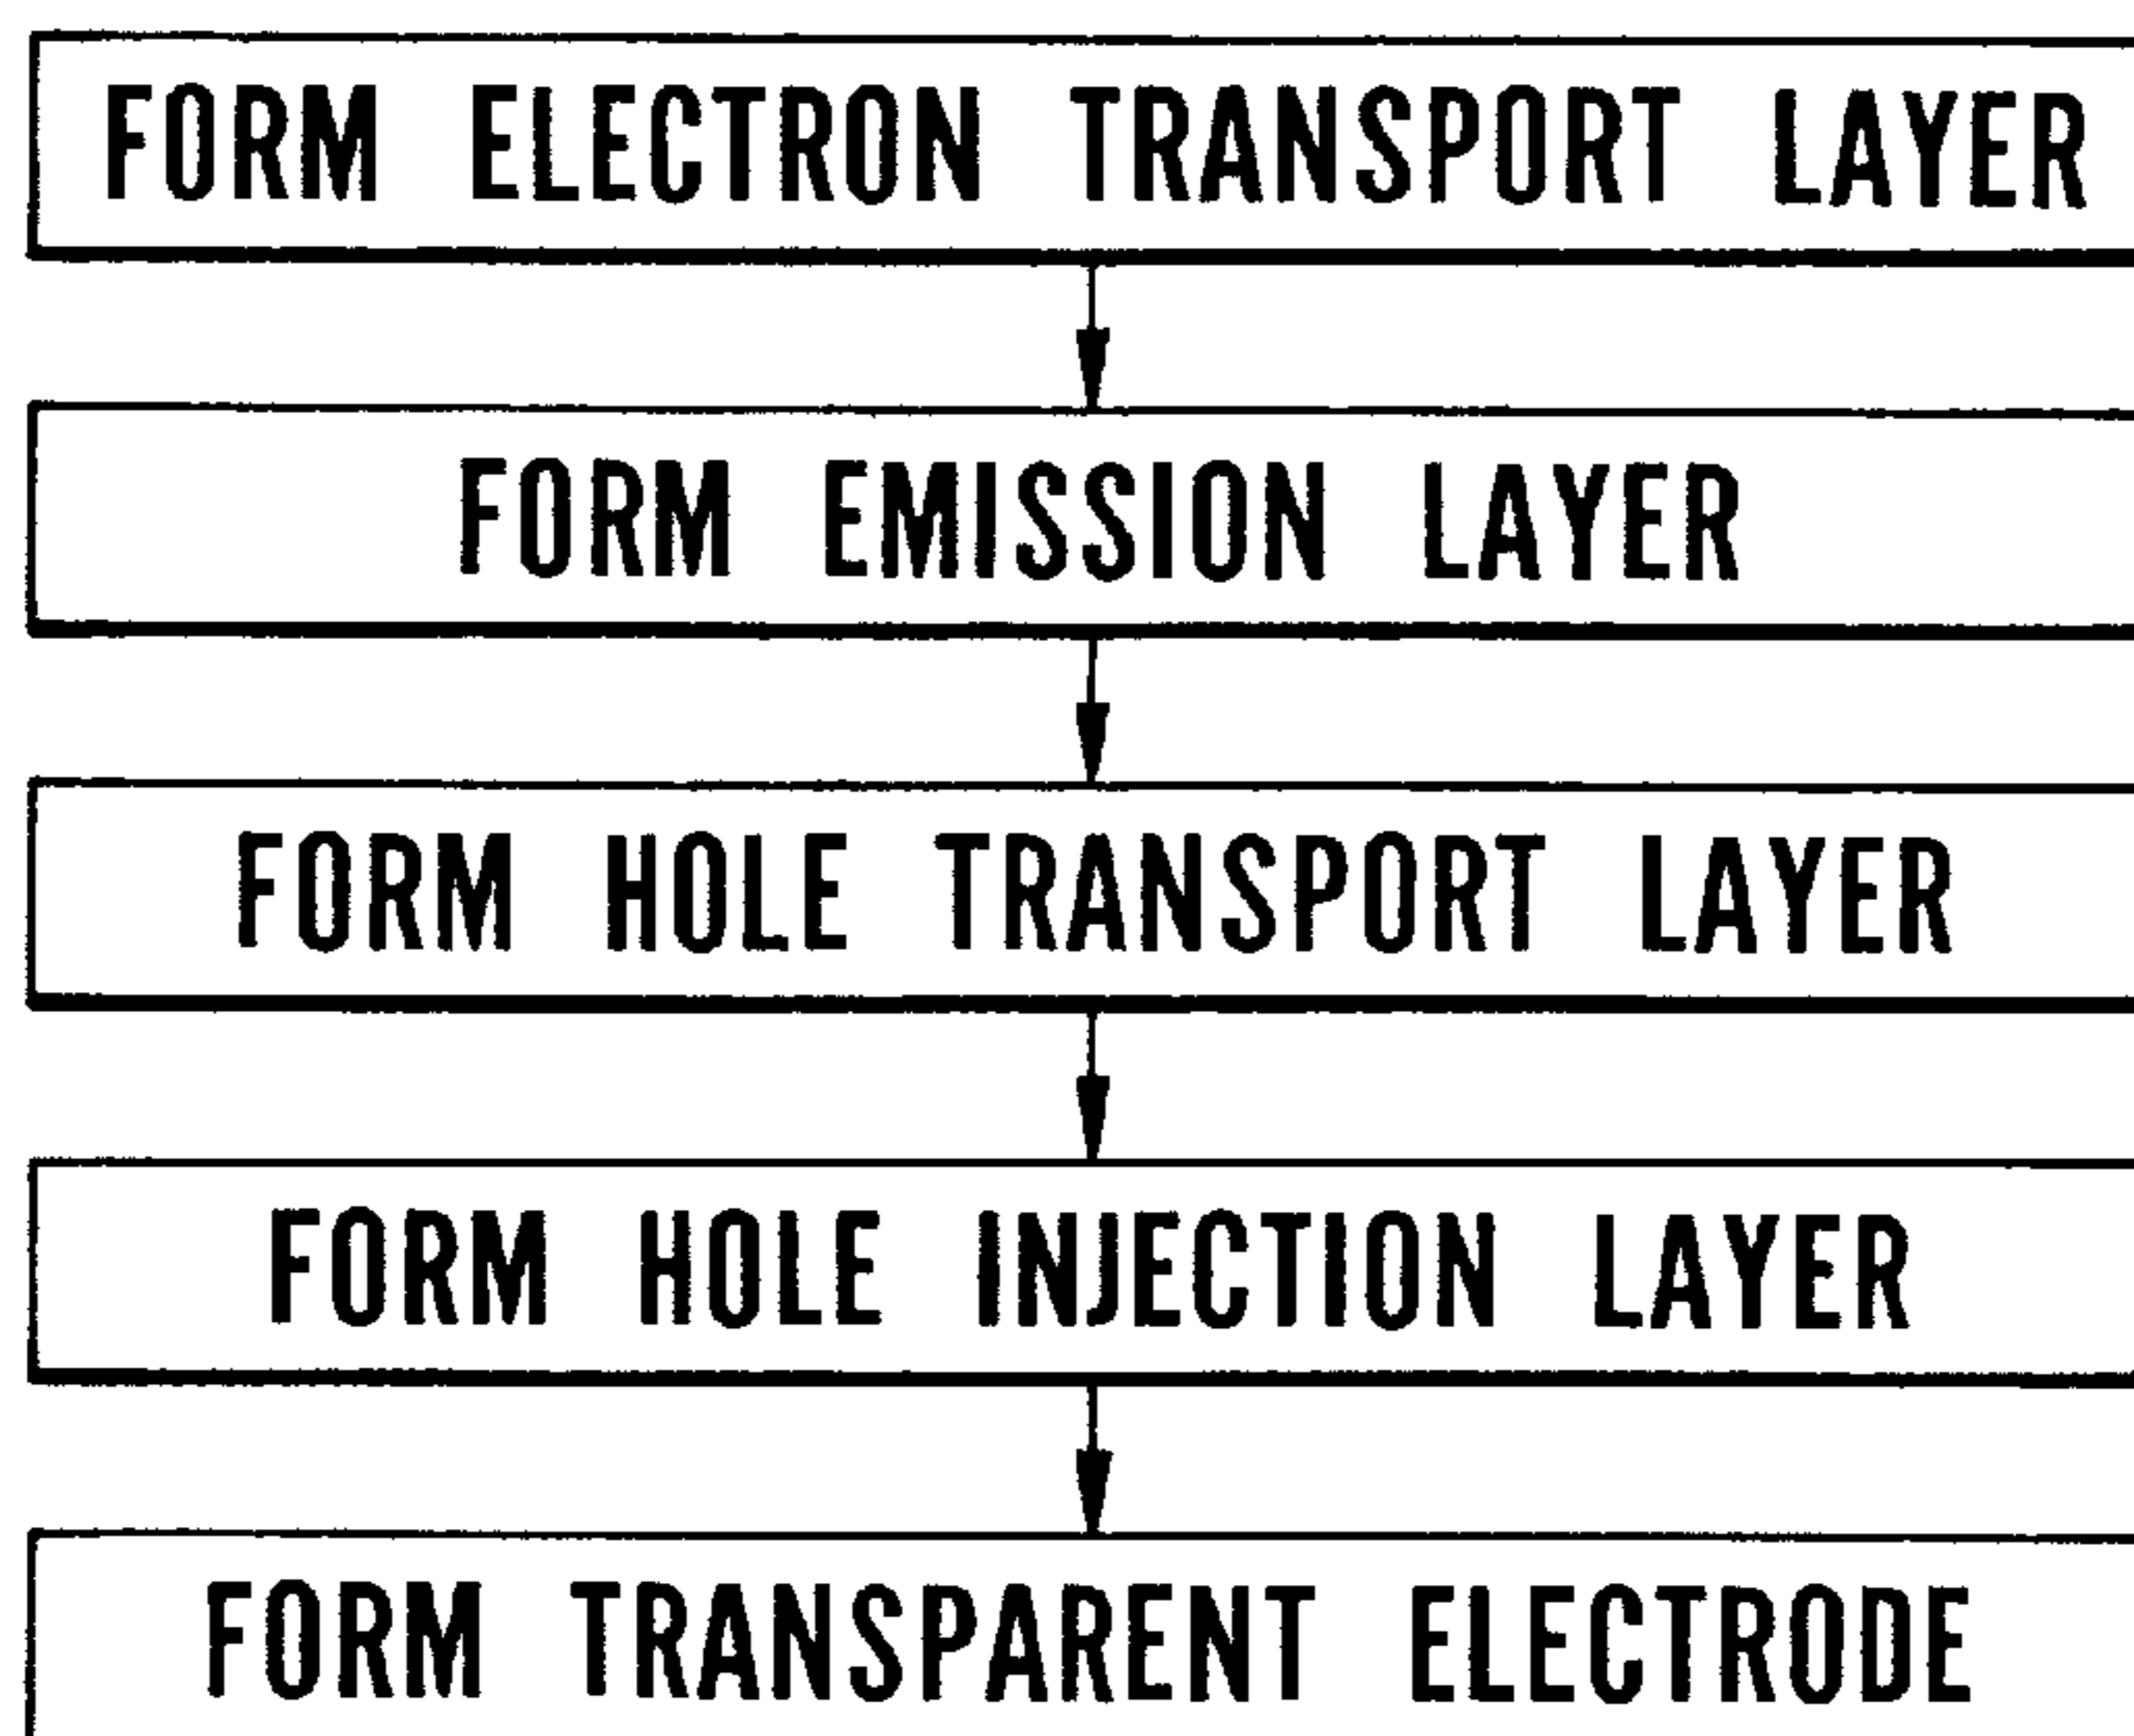 FORM ELECTRON TRANSPORT LAYER
FORM EMISSION LAYER
FORM HOLE TRANSPORT LAYER
FORM HOLE INJECTION LAYER
FORM TRANSPARENT ELECTRODE